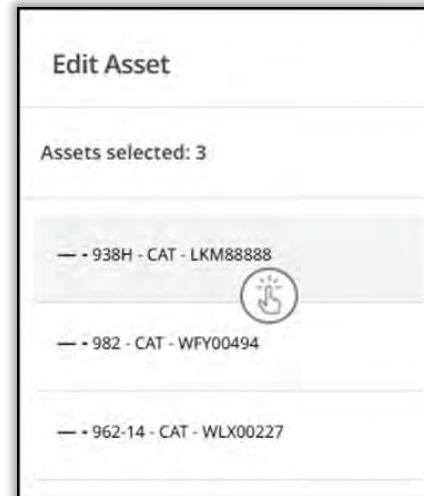 Edit Asset
Assets selected: 3
— - 938H - CAT - LKM88888
— - 982 - CAT - WFY00494
— - 962-14 - CAT - WLX00227